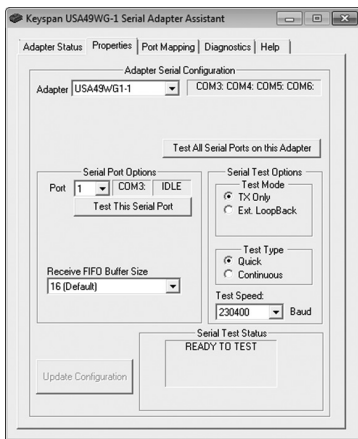 Keyspan USA49WG-1 Serial Adapter Assistant
Adapter Status Properties Port Mapping Diagnostics Help
Adapter Serial Configuration
Adapter USA49WG1-1 COM3: COM4: COM5: COM6:
Test All Serial Ports on this Adapter
Serial Port Options
Port 1 COM3: IDLE
Test This Serial Port
Receive FIFO Buffer Size
16 (Default)
Serial Test Options
Test Mode
TX Only
Ext. LoopBack
Test Type
Quick
Continuous
Test Speed:
230400 Baud
Serial Test Status
READY TO TEST
Update Configuration